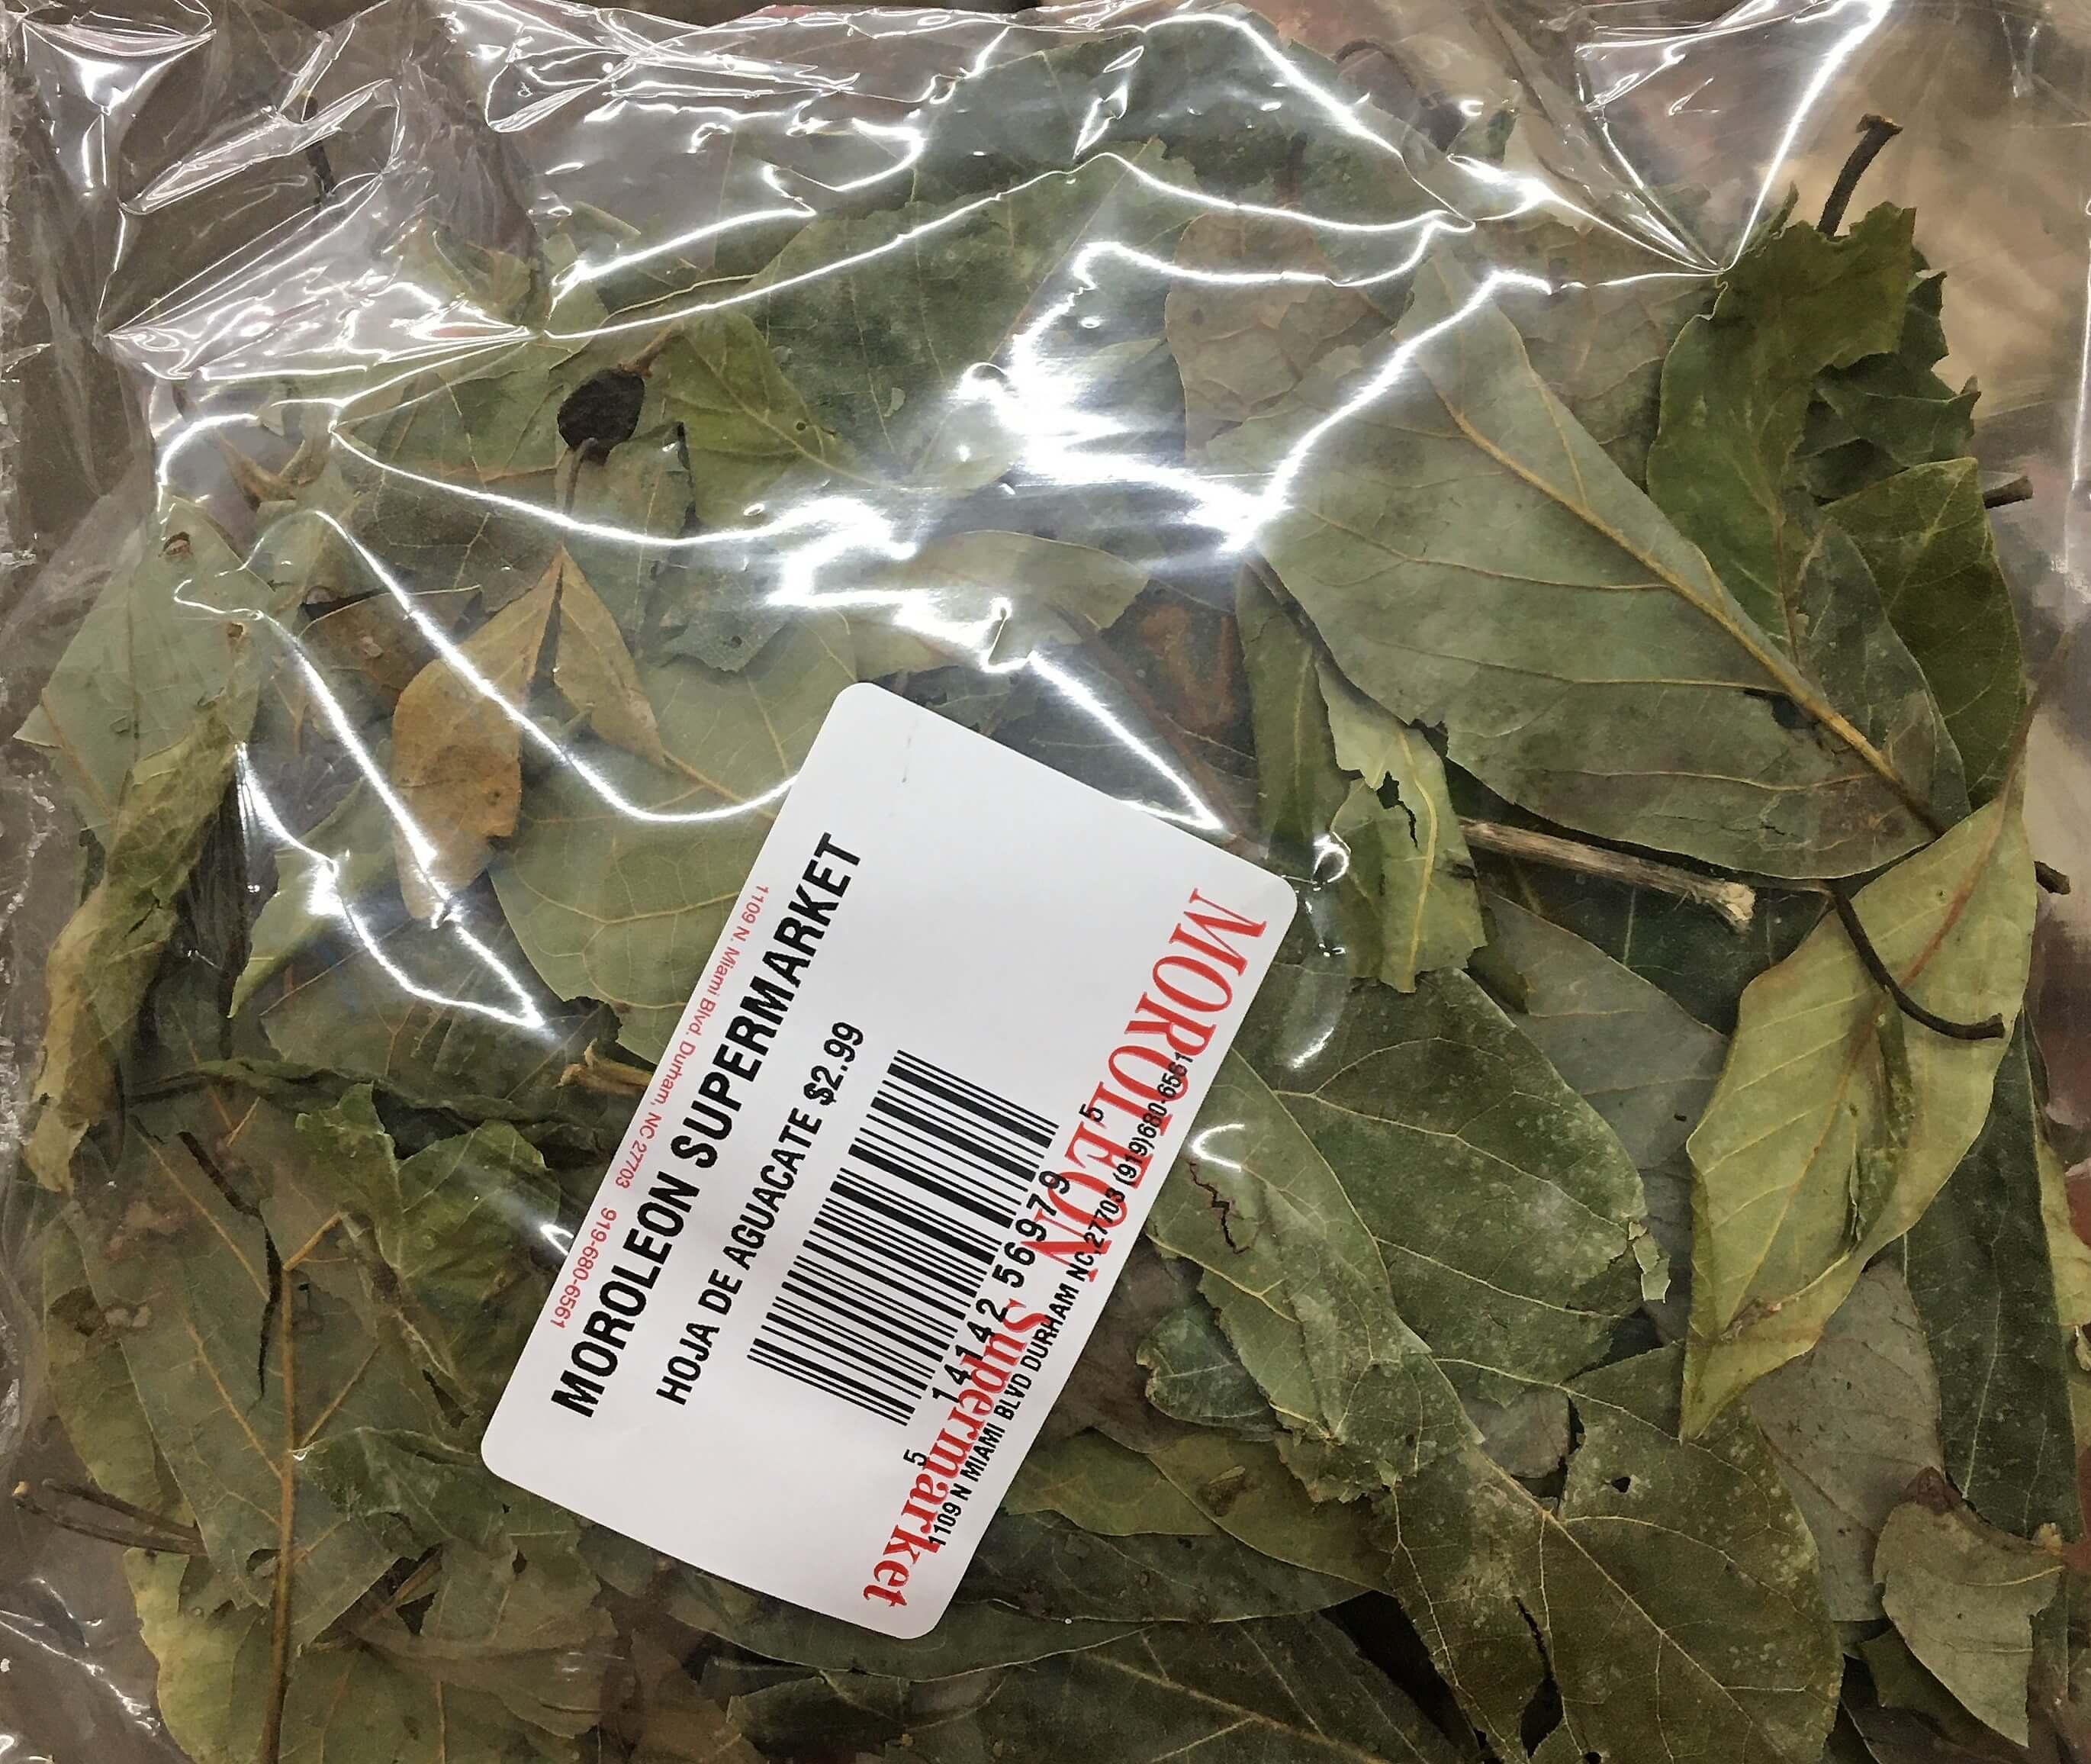 1109 N. Miami Blvd. Durham, NC 27703 919-680-6561
MOROLEON SUPERMARKET
HOJA DE AGUACATE $2.99
5 14142 56979 5
MOROLEON Supermarket
1109 N MIAMI BLVD DURHAM NC 27703 (919)680-6561